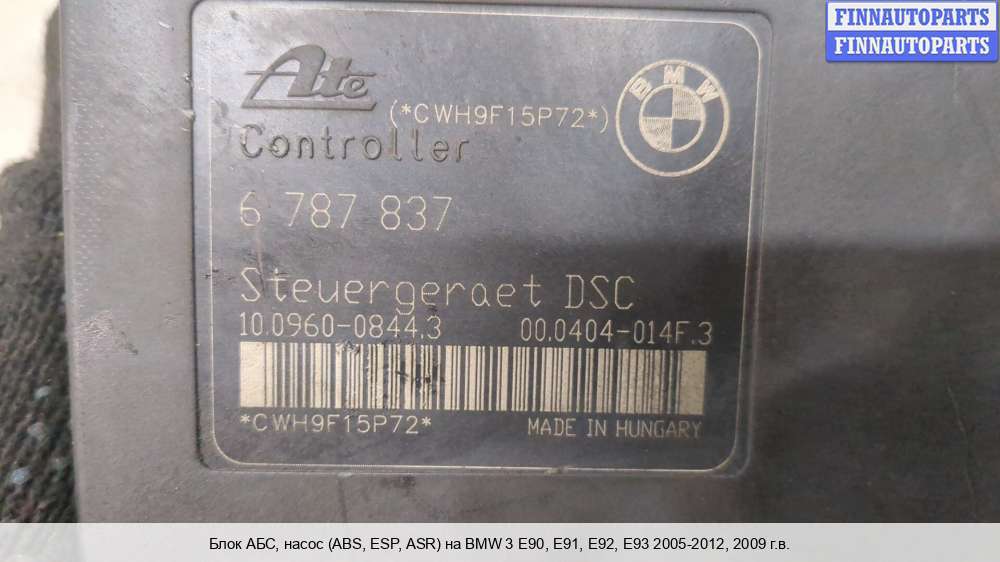 FINNAUTOPARTS
FINNAUTOPARTS
Ate
BMW
(*CWH9F15P72*)
Controller
6 787 837
Steuergeraet DSC
10.0960-0844.3 00.0404-014F.3
*CWH9F15P72* MADE IN HUNGARY
Блок АБС, насос (ABS, ESP, ASR) на BMW 3 E90, E91, E92, E93 2005-2012, 2009 г.в.